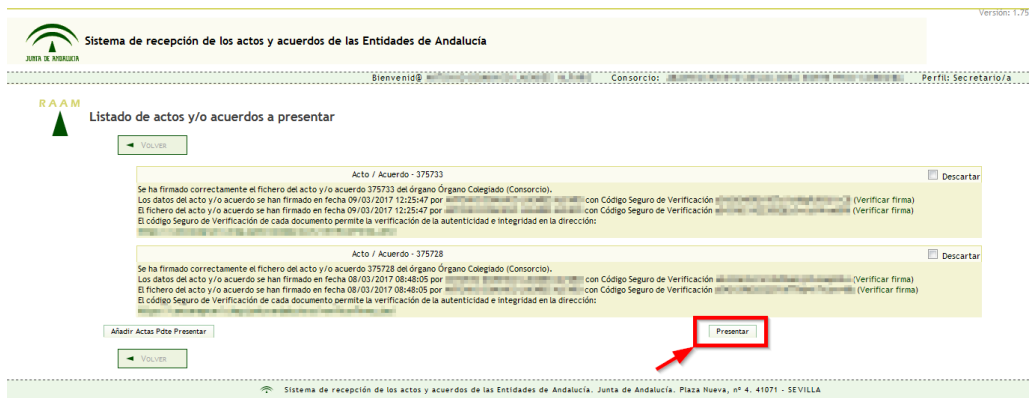 Versión: 1.75
JUNTA DE ANDALUCIA
Sistema de recepción de los actos y acuerdos de las Entidades de Andalucía
Bienvenid@ Consorcio: Perfil: Secretario/a
RAAM
Listado de actos y/o acuerdos a presentar
VOLVER
Acto / Acuerdo - 375733 Descartar
Se ha firmado correctamente el fichero del acto y/o acuerdo 375733 del órgano Órgano Colegiado (Consorcio).
Los datos del acto y/o acuerdo se han firmado en fecha 09/03/2017 12:25:47 por con Código Seguro de Verificación (Verificar firma)
El fichero del acto y/o acuerdo se han firmado en fecha 09/03/2017 12:25:47 por con Código Seguro de Verificación (Verificar firma)
El código Seguro de Verificación de cada documento permite la verificación de la autenticidad e integridad en la dirección:
Acto / Acuerdo - 375728 Descartar
Se ha firmado correctamente el fichero del acto y/o acuerdo 375728 del órgano Órgano Colegiado (Consorcio).
Los datos del acto y/o acuerdo se han firmado en fecha 08/03/2017 08:48:05 por con Código Seguro de Verificación (Verificar firma)
El fichero del acto y/o acuerdo se han firmado en fecha 08/03/2017 08:48:05 por con Código Seguro de Verificación (Verificar firma)
El código Seguro de Verificación de cada documento permite la verificación de la autenticidad e integridad en la dirección:
Añadir Actas Pdte Presentar Presentar
VOLVER
Sistema de recepción de los actos y acuerdos de las Entidades de Andalucía. Junta de Andalucía. Plaza Nueva, nº 4. 41071 - SEVILLA